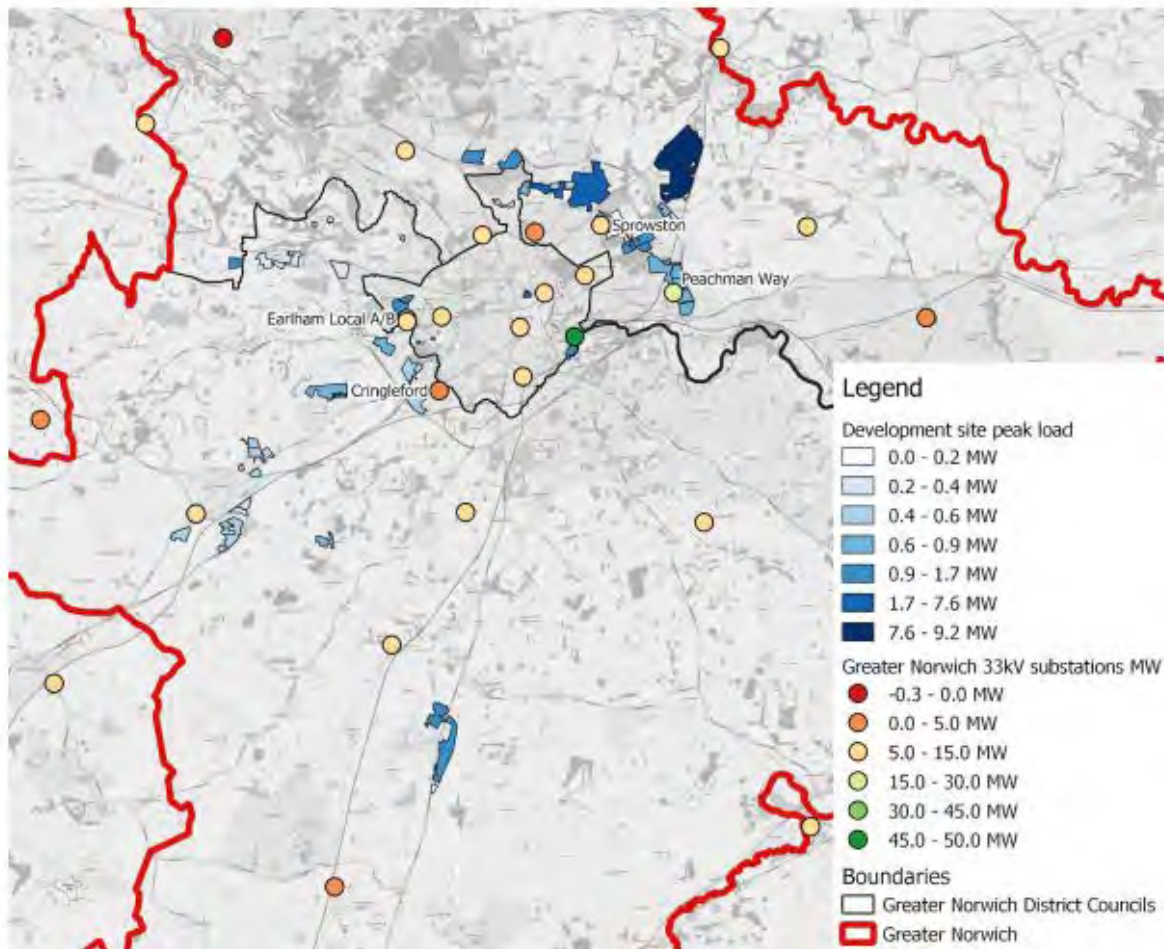 Sprowston
Peachman Way
Earlham Local A/B
Cringleford
Legend
Development site peak load
0.0 - 0.2 MW
0.2 - 0.4 MW
0.4 - 0.6 MW
0.6 - 0.9 MW
0.9 - 1.7 MW
1.7 - 7.6 MW
7.6 - 9.2 MW
Greater Norwich 33kV substations MW
-0.3 - 0.0 MW
0.0 - 5.0 MW
5.0 - 15.0 MW
15.0 - 30.0 MW
30.0 - 45.0 MW
45.0 - 50.0 MW
Boundaries
Greater Norwich District Councils
Greater Norwich